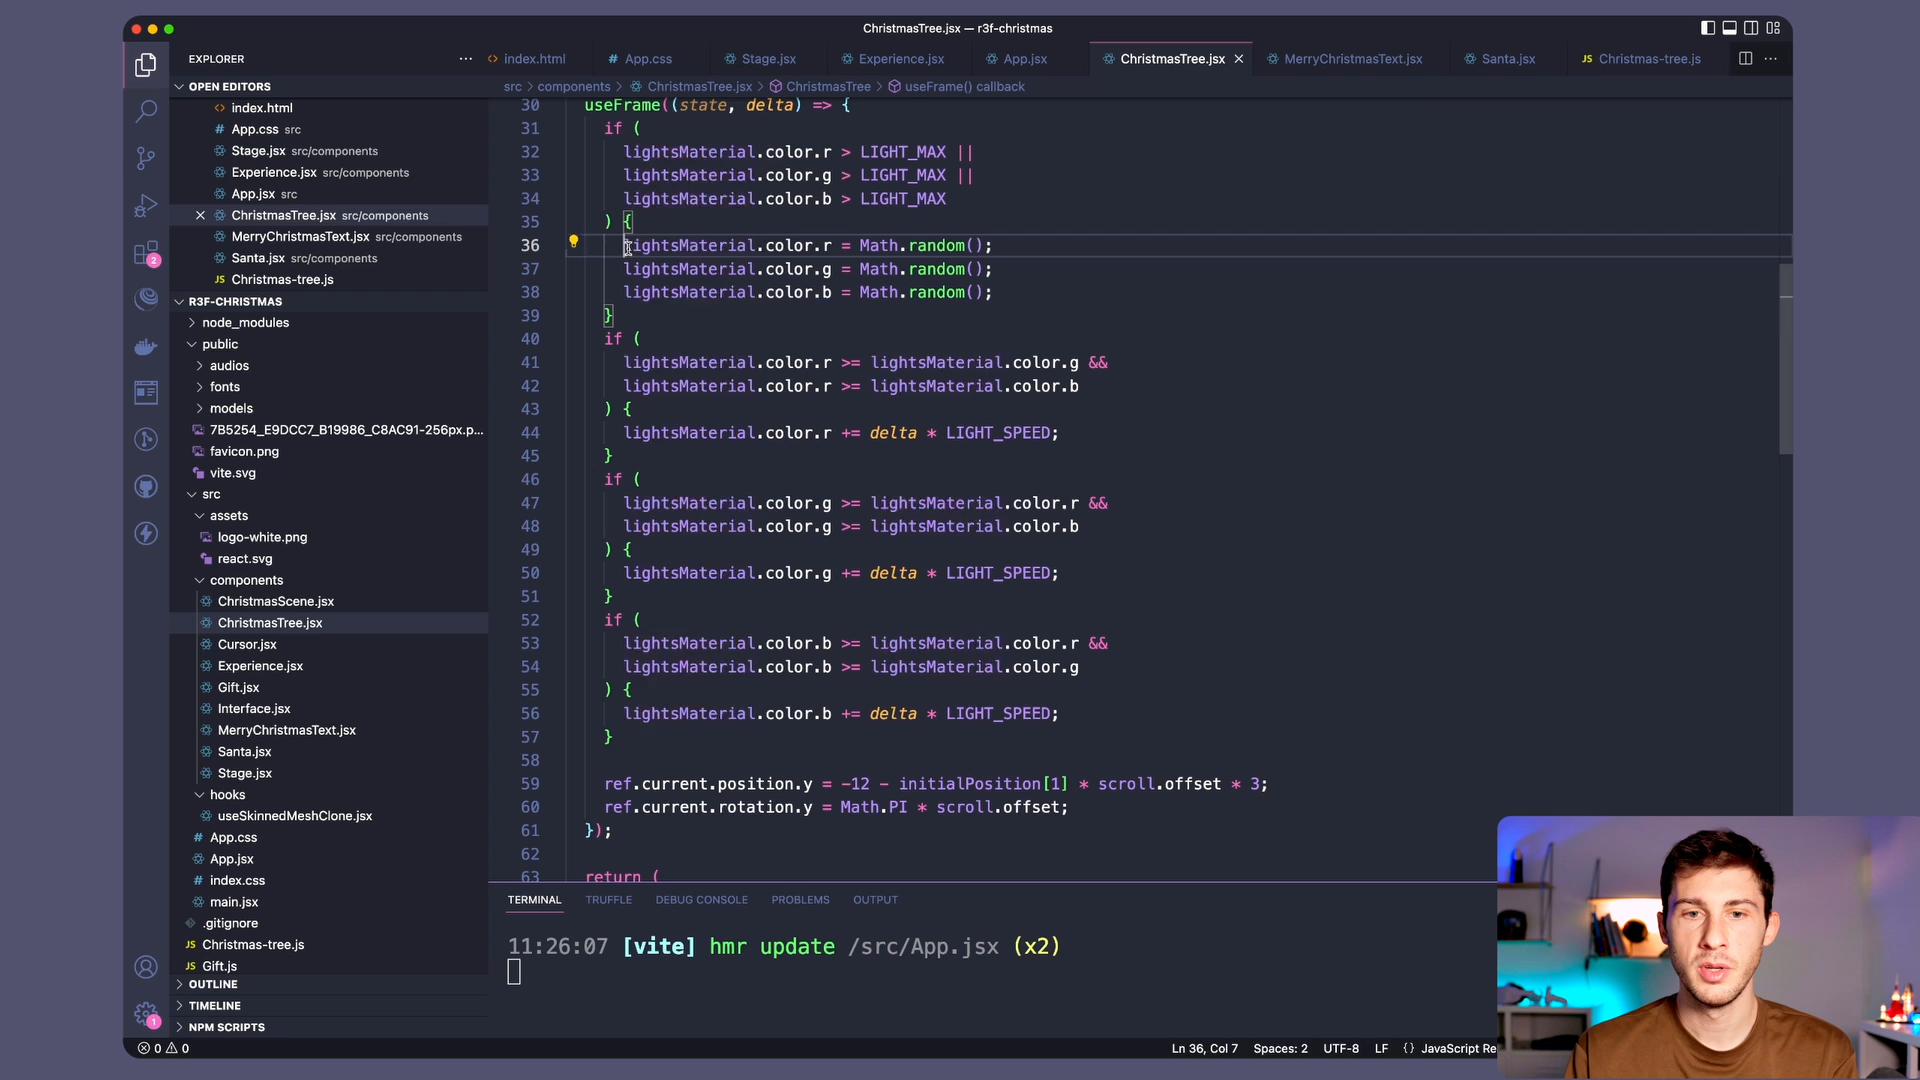 ChristmasTree.jsx — r3f-christmas
EXPLORER
index.html
App.css
Stage.jsx
Experience.jsx
App.jsx
ChristmasTree.jsx
MerryChristmasText.jsx
Santa.jsx
Christmas-tree.js
src > components > ChristmasTree.jsx > ChristmasTree > useFrame() callback
OPEN EDITORS
index.html
App.css src
Stage.jsx src/components
Experience.jsx src/components
App.jsx src
ChristmasTree.jsx src/components
MerryChristmasText.jsx src/components
Santa.jsx src/components
Christmas-tree.js
R3F-CHRISTMAS
node_modules
public
audios
fonts
models
7B5254_E9DCC7_B19986_C8AC91-256px.p...
favicon.png
vite.svg
src
assets
logo-white.png
react.svg
components
ChristmasScene.jsx
ChristmasTree.jsx
Cursor.jsx
Experience.jsx
Gift.jsx
Interface.jsx
MerryChristmasText.jsx
Santa.jsx
Stage.jsx
hooks
useSkinnedMeshClone.jsx
App.css
App.jsx
index.css
main.jsx
.gitignore
Christmas-tree.js
Gift.js
OUTLINE
TIMELINE
NPM SCRIPTS
2
1
30 useFrame((state, delta) => {
31 if (
32 lightsMaterial.color.r > LIGHT_MAX ||
33 lightsMaterial.color.g > LIGHT_MAX ||
34 lightsMaterial.color.b > LIGHT_MAX
35 ) {
36 lightsMaterial.color.r = Math.random();
37 lightsMaterial.color.g = Math.random();
38 lightsMaterial.color.b = Math.random();
39 }
40 if (
41 lightsMaterial.color.r >= lightsMaterial.color.g &&
42 lightsMaterial.color.r >= lightsMaterial.color.b
43 ) {
44 lightsMaterial.color.r += delta * LIGHT_SPEED;
45 }
46 if (
47 lightsMaterial.color.g >= lightsMaterial.color.r &&
48 lightsMaterial.color.g >= lightsMaterial.color.b
49 ) {
50 lightsMaterial.color.g += delta * LIGHT_SPEED;
51 }
52 if (
53 lightsMaterial.color.b >= lightsMaterial.color.r &&
54 lightsMaterial.color.b >= lightsMaterial.color.g
55 ) {
56 lightsMaterial.color.b += delta * LIGHT_SPEED;
57 }
58
59 ref.current.position.y = -12 - initialPosition[1] * scroll.offset * 3;
60 ref.current.rotation.y = Math.PI * scroll.offset;
61 });
62
63 return (
TERMINAL TRUFFLE DEBUG CONSOLE PROBLEMS OUTPUT
11:26:07 [vite] hmr update /src/App.jsx (x2)
0 0
Ln 36, Col 7 Spaces: 2 UTF-8 LF {} JavaScript Re